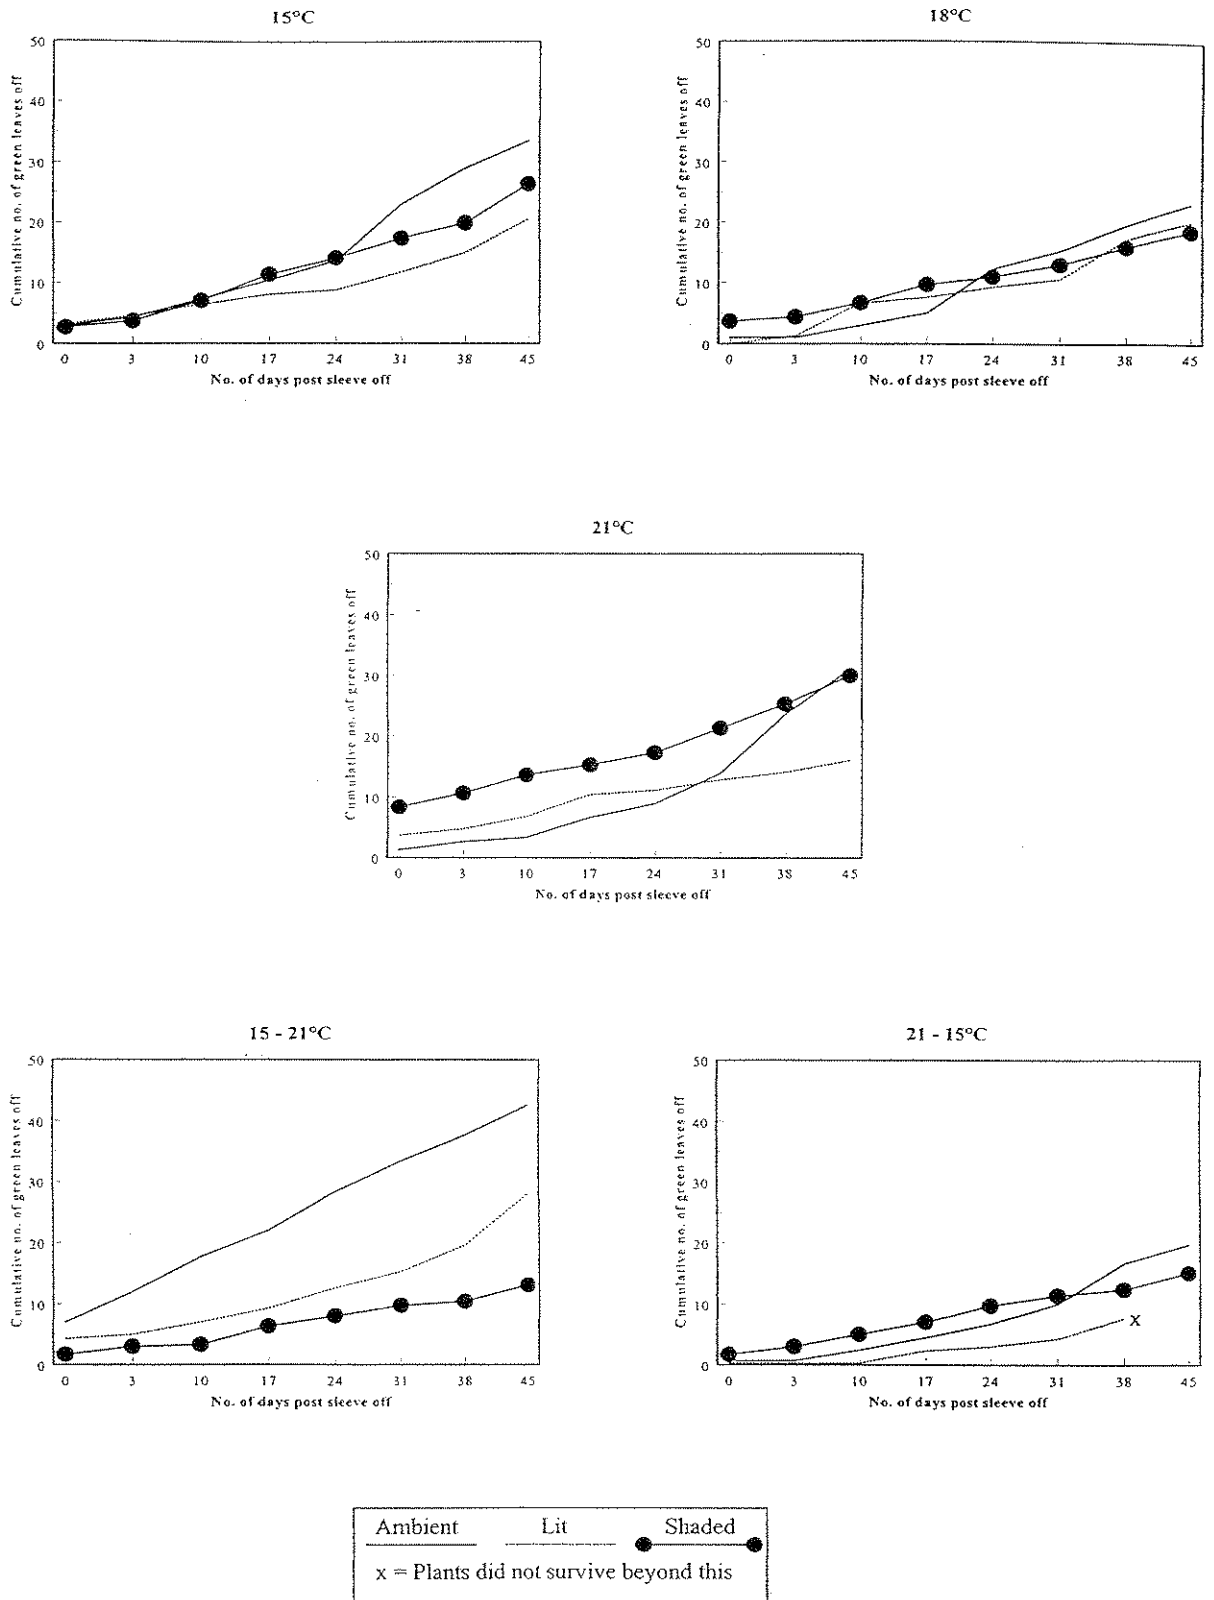 15°C
50
40
30
20
10
0
Cumulative no. of green leaves off
0 3 10 17 24 31 38 45
No. of days post sleeve off
18°C
50
40
30
20
10
0
Cumulative no. of green leaves off
0 3 10 17 24 31 38 45
No. of days post sleeve off
21°C
50
40
30
20
10
0
Cumulative no. of green leaves off
0 3 10 17 24 31 38 45
No. of days post sleeve off
15 - 21°C
50
40
30
20
10
0
Cumulative no. of green leaves off
0 3 10 17 24 31 38 45
No. of days post sleeve off
21 - 15°C
50
40
30
20
10
0
Cumulative no. of green leaves off
x
0 3 10 17 24 31 38 45
No. of days post sleeve off
Ambient Lit Shaded
x = Plants did not survive beyond this